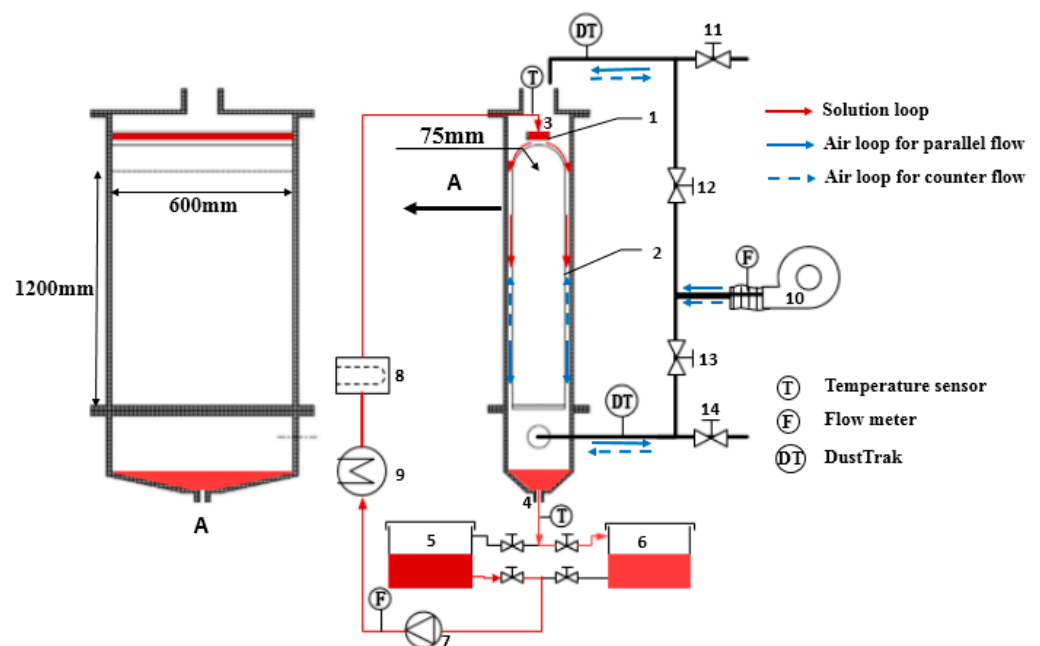 DT
11
T
3
1
75mm
Solution loop
Air loop for parallel flow
Air loop for counter flow
A
12
600mm
2
F
1200mm
10
13
8
T
Temperature sensor
DT
14
F
Flow meter
9
DT
DustTrak
4
A
T
5
6
F
7